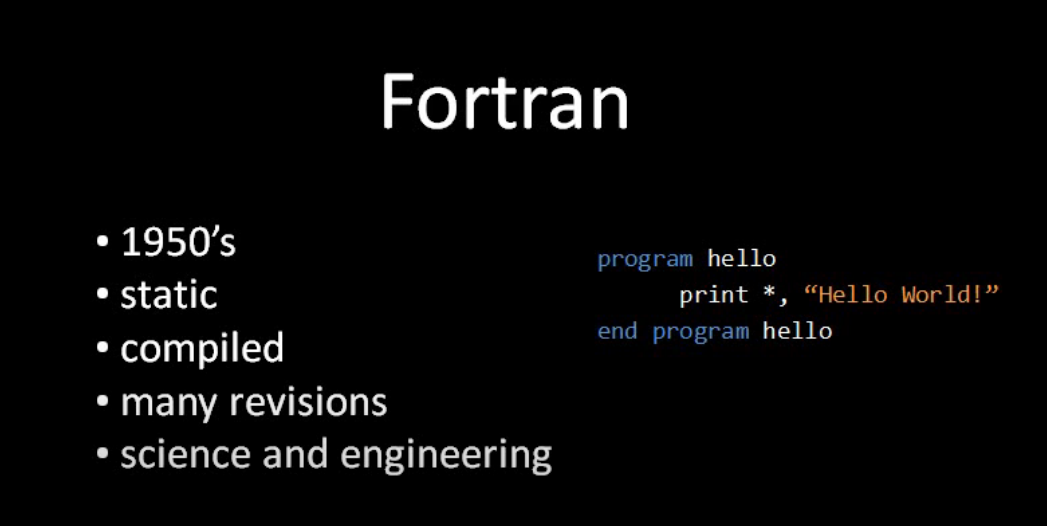 Fortran
• 1950’s
• static
• compiled
• many revisions
• science and engineering
program hello
print *, “Hello World!”
end program hello